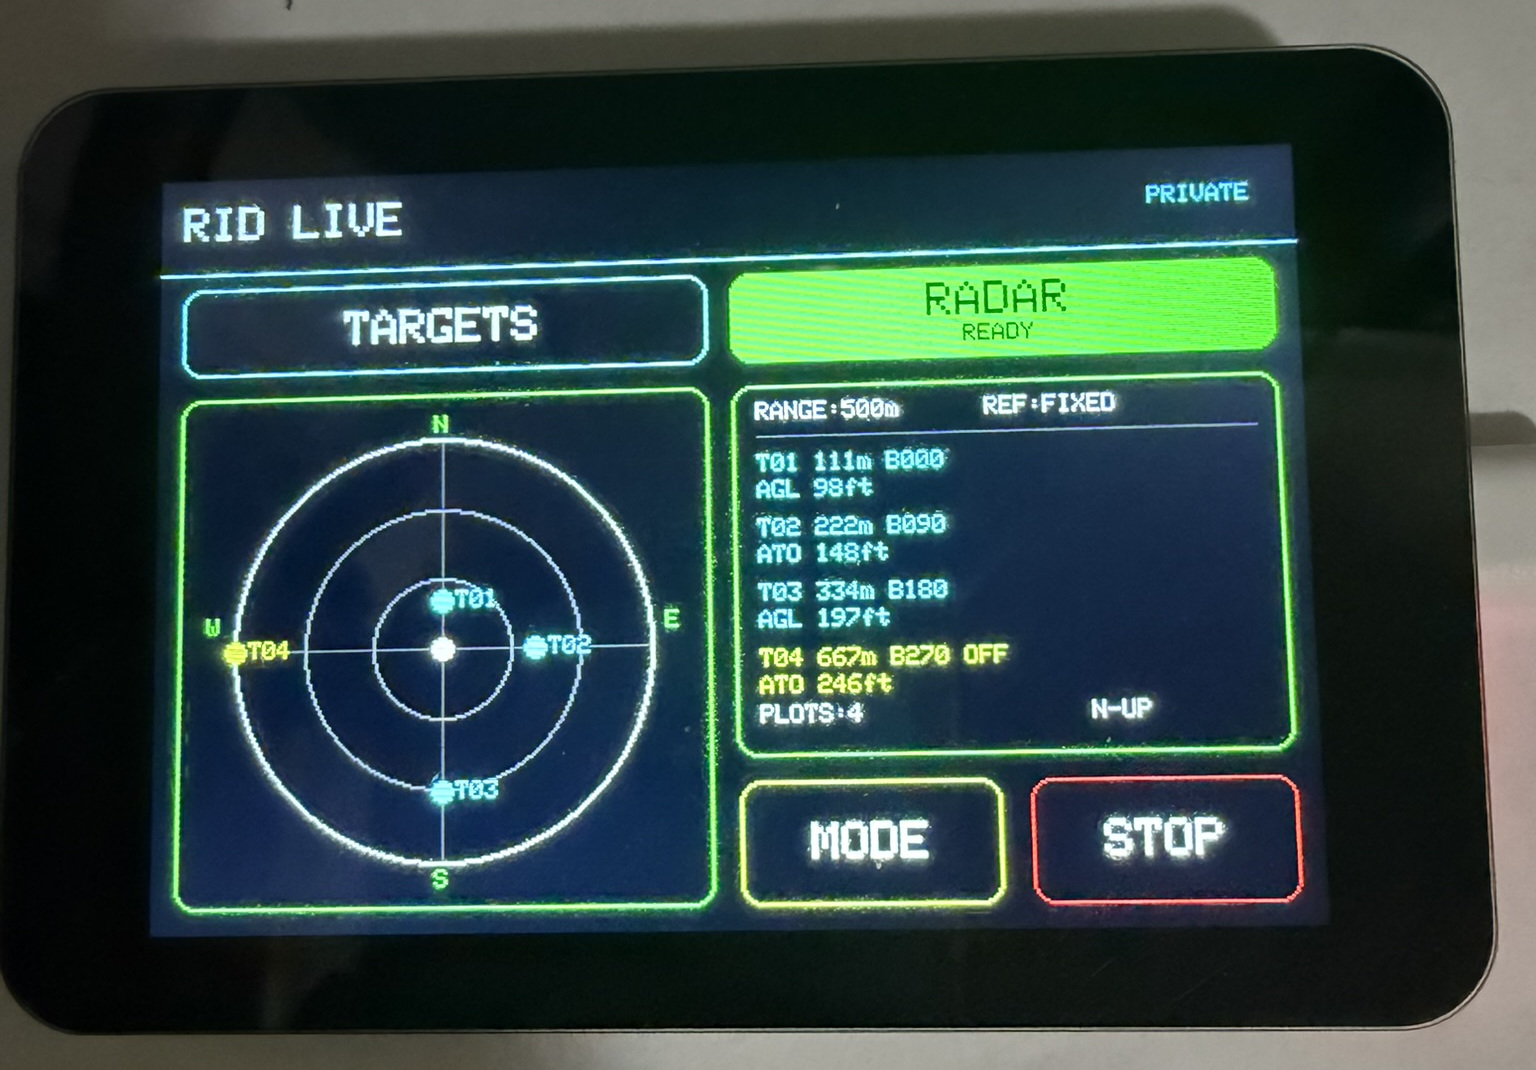 RID LIVE
PRIVATE
TARGETS
RADAR
READY
N
W
E
S
T01
T02
T03
T04
RANGE:500m REF:FIXED
T01 111m B000
AGL 98ft
T02 222m B090
ATO 148ft
T03 334m B180
AGL 197ft
T04 667m B270 OFF
ATO 246ft
PLOTS:4 N-UP
MODE
STOP